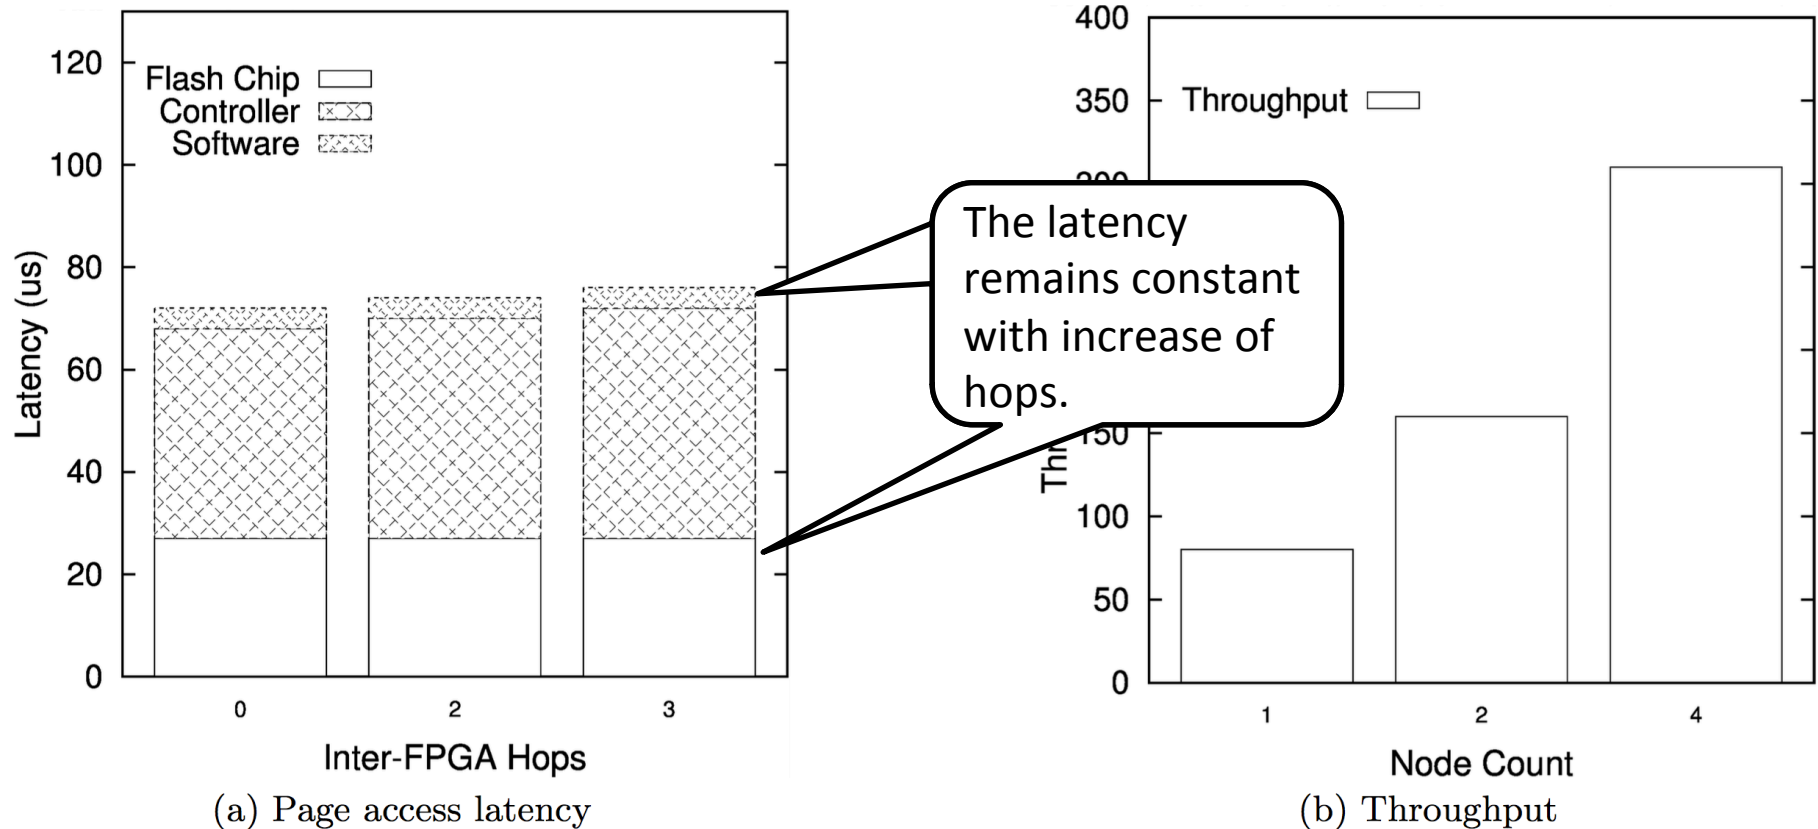 120
100
80
60
40
20
0
Latency (us)
Flash Chip
Controller
Software
0 2 3
Inter-FPGA Hops
(a) Page access latency
The latency
remains constant
with increase of
hops.
400
350
300
150
100
50
0
Throughput
1 2 4
Node Count
(b) Throughput